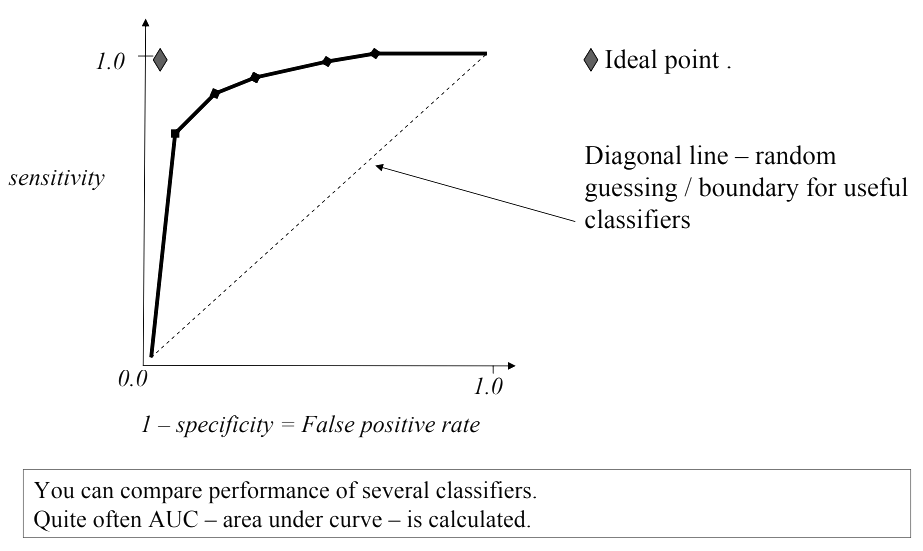 1.0
Ideal point .
Diagonal line – random
guessing / boundary for useful
classifiers
sensitivity
0.0
1.0
1 – specificity = False positive rate
You can compare performance of several classifiers.
Quite often AUC – area under curve – is calculated.